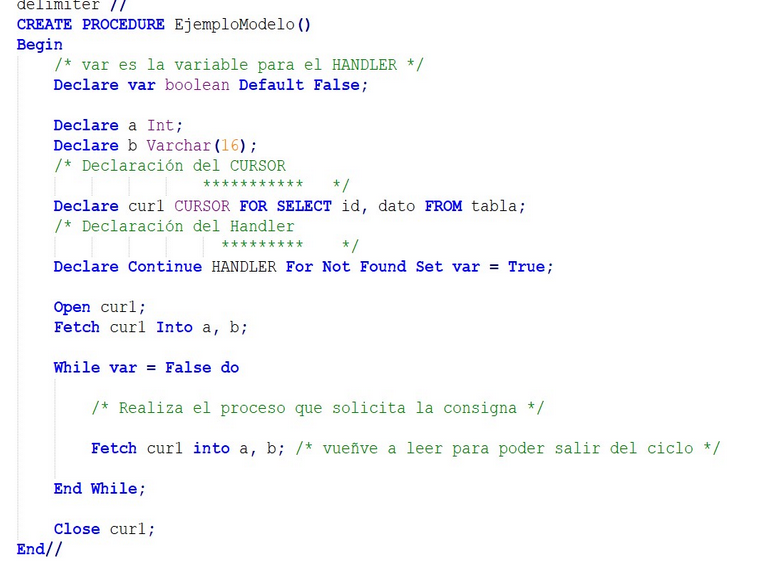 delimiter //
CREATE PROCEDURE EjemploModelo()
Begin
/* var es la variable para el HANDLER */
Declare var boolean Default False;
Declare a Int;
Declare b Varchar(16);
/* Declaración del CURSOR
*********** */
Declare cur1 CURSOR FOR SELECT id, dato FROM tabla;
/* Declaración del Handler
********* */
Declare Continue HANDLER For Not Found Set var = True;
Open cur1;
Fetch cur1 Into a, b;
While var = False do
/* Realiza el proceso que solicita la consigna */
Fetch cur1 into a, b; /* vueñve a leer para poder salir del ciclo */
End While;
Close cur1;
End//